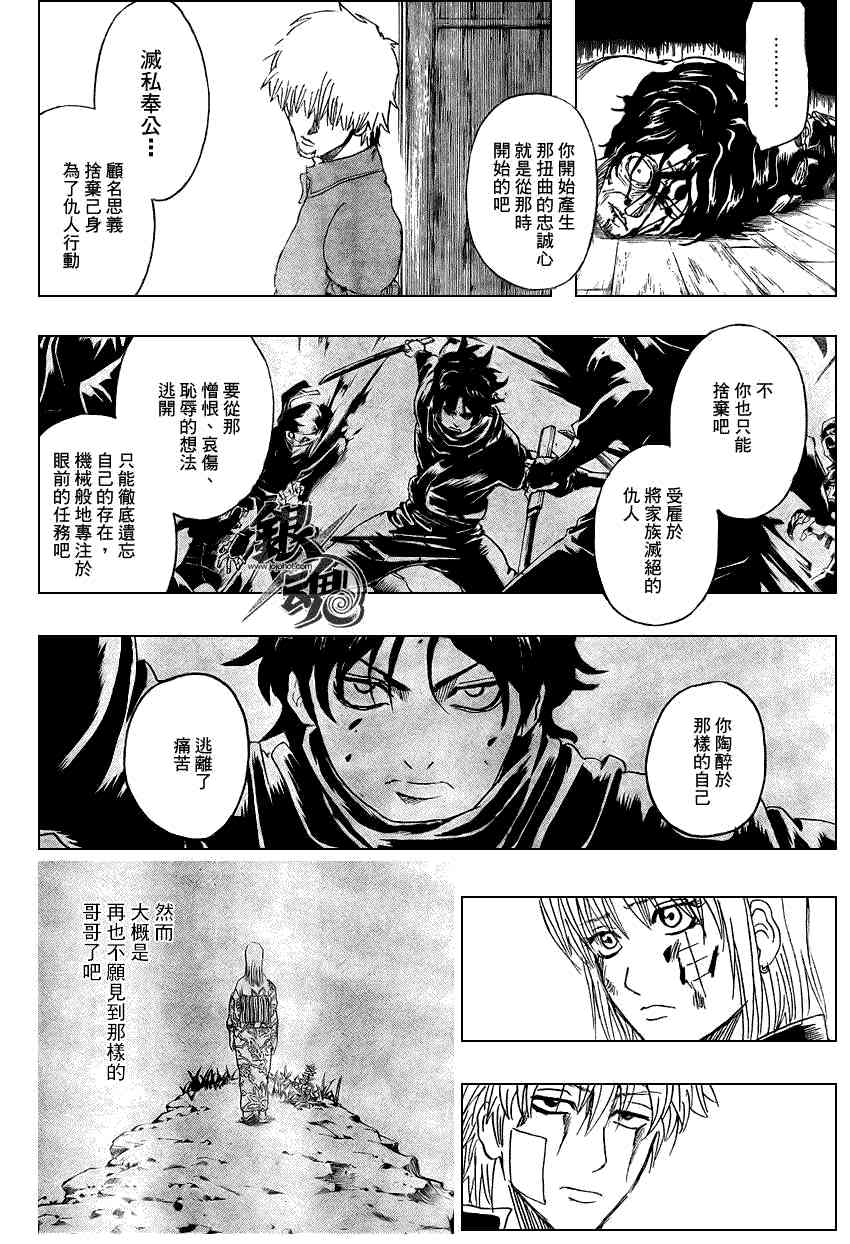 …………
你開始產生
那扭曲的忠誠心
就是從那時
開始的吧
滅私奉公…
顧名思義
捨棄己身
為了仇人行動
不
你也只能
捨棄吧
受雇於
將家族滅絕的
仇人
要從那
憎恨、哀傷、
恥辱的想法
逃開
只能徹底遺忘
自己的存在，
機械般地專注於
眼前的任務吧
銀魂
www.jojohot.com
你陶醉於
那樣的自己
逃離了
痛苦
然而
大概是
再也不願見到那樣的
哥哥了吧